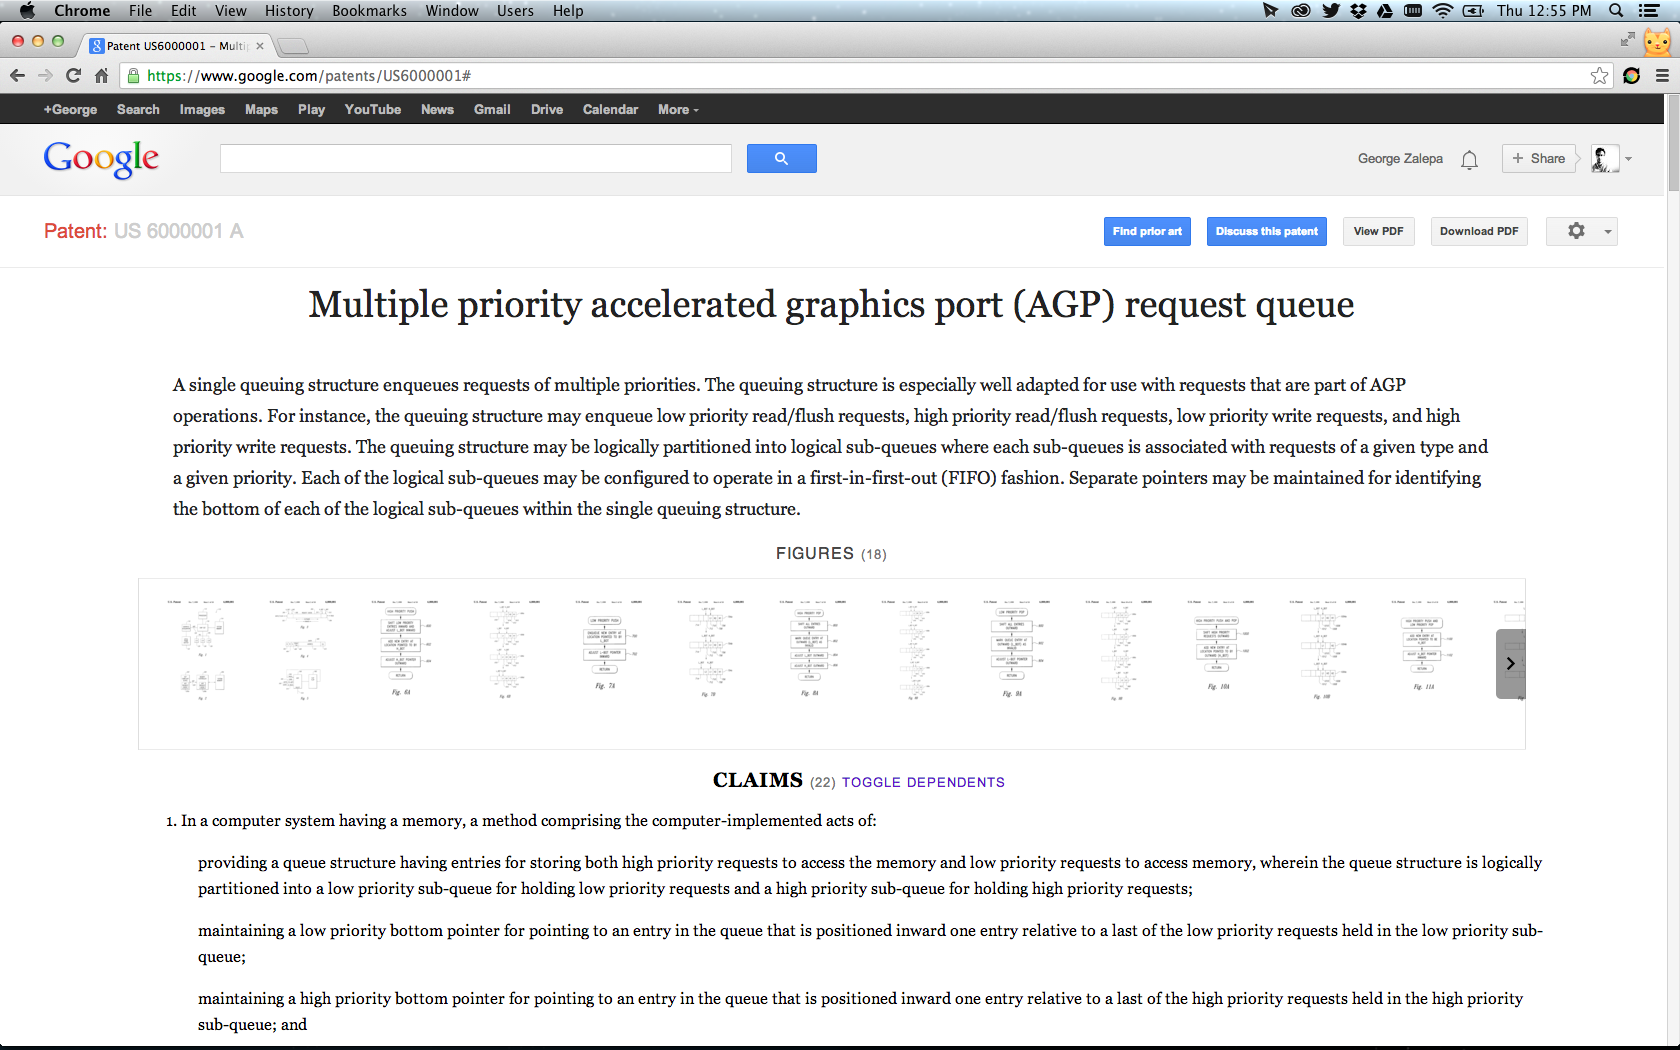 Chrome File Edit View History Bookmarks Window Users Help Thu 12:55 PM
Patent US6000001 – Multip
https://www.google.com/patents/US6000001#
+George Search Images Maps Play YouTube News Gmail Drive Calendar More
Google George Zalepa + Share
Patent: US 6000001 A Find prior art Discuss this patent View PDF Download PDF
Multiple priority accelerated graphics port (AGP) request queue
A single queuing structure enqueues requests of multiple priorities. The queuing structure is especially well adapted for use with requests that are part of AGP
operations. For instance, the queuing structure may enqueue low priority read/flush requests, high priority read/flush requests, low priority write requests, and high
priority write requests. The queuing structure may be logically partitioned into logical sub-queues where each sub-queues is associated with requests of a given type and
a given priority. Each of the logical sub-queues may be configured to operate in a first-in-first-out (FIFO) fashion. Separate pointers may be maintained for identifying
the bottom of each of the logical sub-queues within the single queuing structure.
FIGURES (18)
Fig. 6A Fig. 7A Fig. 8A Fig. 9A Fig. 10A Fig. 11A
CLAIMS (22) TOGGLE DEPENDENTS
1. In a computer system having a memory, a method comprising the computer-implemented acts of:
providing a queue structure having entries for storing both high priority requests to access the memory and low priority requests to access memory, wherein the queue structure is logically
partitioned into a low priority sub-queue for holding low priority requests and a high priority sub-queue for holding high priority requests;
maintaining a low priority bottom pointer for pointing to an entry in the queue that is positioned inward one entry relative to a last of the low priority requests held in the low priority sub-
queue;
maintaining a high priority bottom pointer for pointing to an entry in the queue that is positioned inward one entry relative to a last of the high priority requests held in the high priority
sub-queue; and